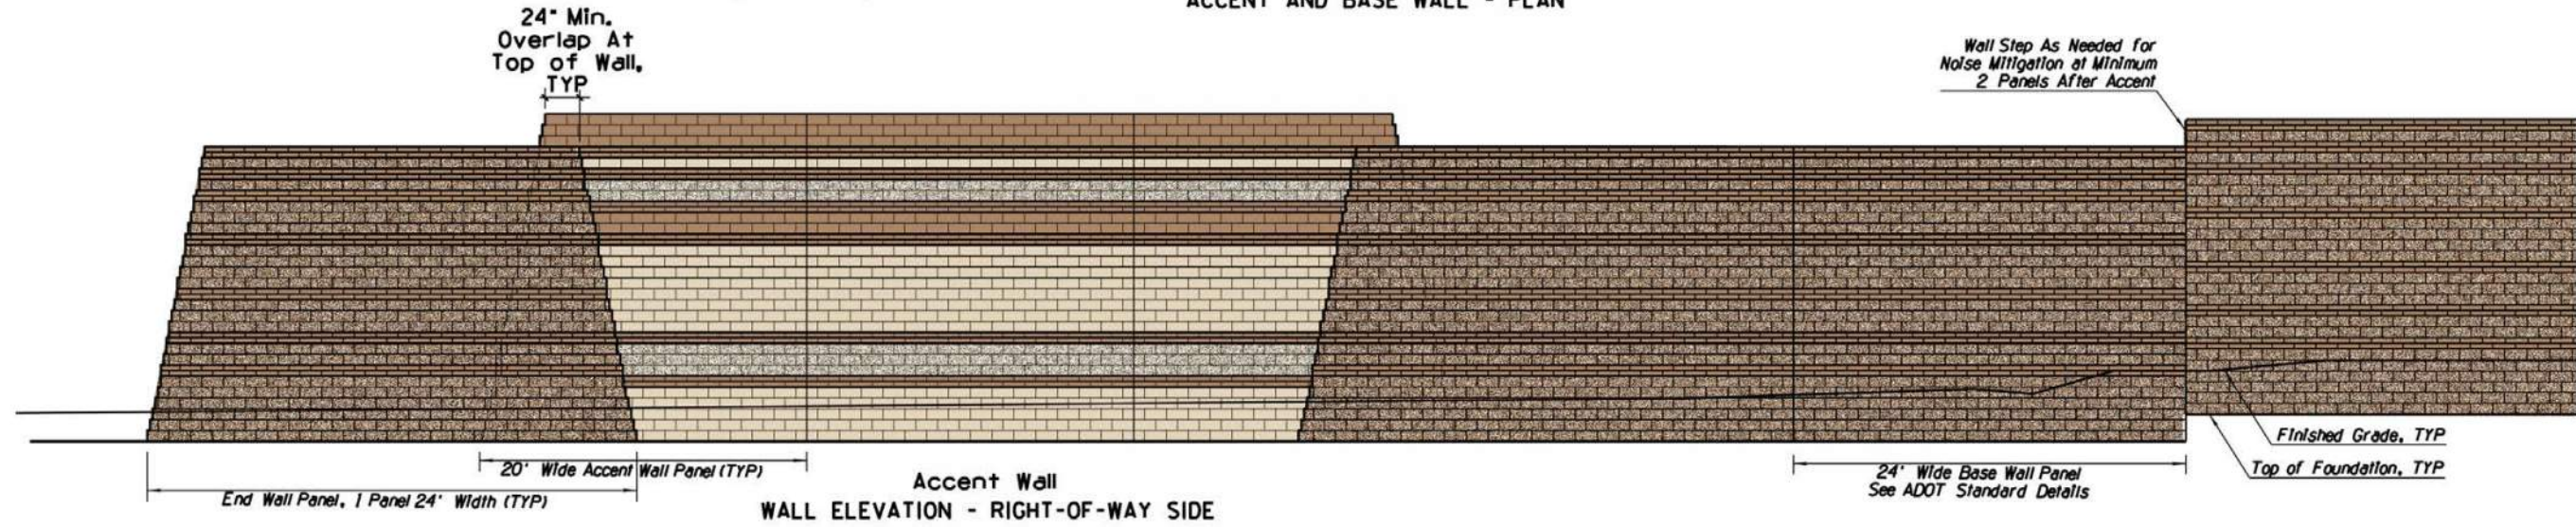 ACCENT AND BASE WALL - PLAN
24" Min.
Overlap At
Top of Wall,
TYP
Wall Step As Needed for
Noise Mitigation at Minimum
2 Panels After Accent
Finished Grade, TYP
20' Wide Accent Wall Panel (TYP)
Top of Foundation, TYP
24' Wide Base Wall Panel
See ADOT Standard Details
Accent Wall
End Wall Panel, 1 Panel 24' Width (TYP)
WALL ELEVATION - RIGHT-OF-WAY SIDE